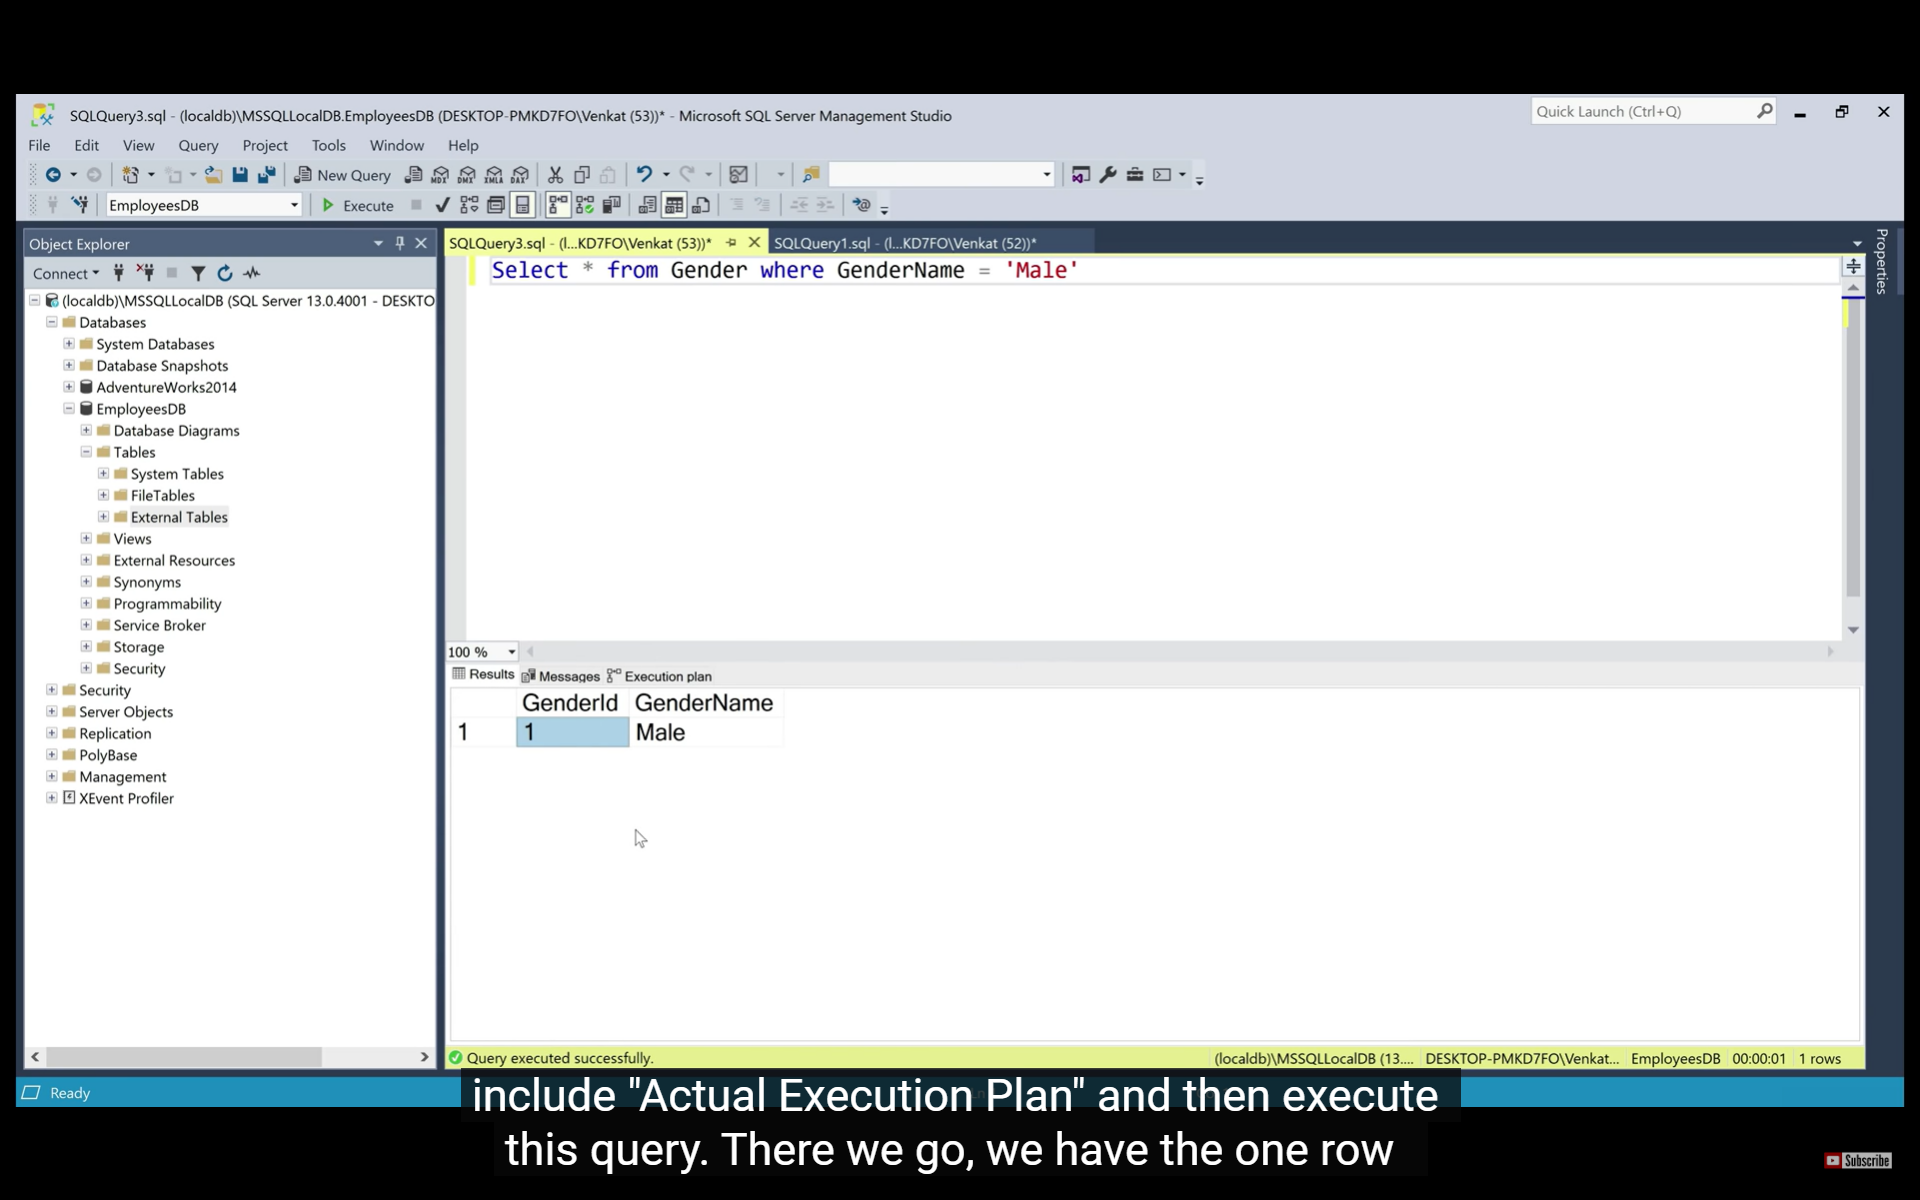 SQLQuery3.sql - (localdb)\MSSQLLocalDB.EmployeesDB (DESKTOP-PMKD7FO\Venkat (53))* - Microsoft SQL Server Management Studio
Quick Launch (Ctrl+Q)
File Edit View Query Project Tools Window Help
New Query MDX DMX XMLA DAX
EmployeesDB Execute
Object Explorer
SQLQuery3.sql - (l...KD7FO\Venkat (53))* SQLQuery1.sql - (l...KD7FO\Venkat (52))*
Properties
Connect
Select * from Gender where GenderName = 'Male'
(localdb)\MSSQLLocalDB (SQL Server 13.0.4001 - DESKTO
Databases
System Databases
Database Snapshots
AdventureWorks2014
EmployeesDB
Database Diagrams
Tables
System Tables
FileTables
External Tables
Views
External Resources
Synonyms
Programmability
Service Broker
Storage
Security
Security
Server Objects
Replication
PolyBase
Management
XEvent Profiler
100 %
Results Messages Execution plan
GenderId GenderName
1 1 Male
Query executed successfully. (localdb)\MSSQLLocalDB (13.... DESKTOP-PMKD7FO\Venkat... EmployeesDB 00:00:01 1 rows
Ready
include "Actual Execution Plan" and then execute
this query. There we go, we have the one row
Subscribe